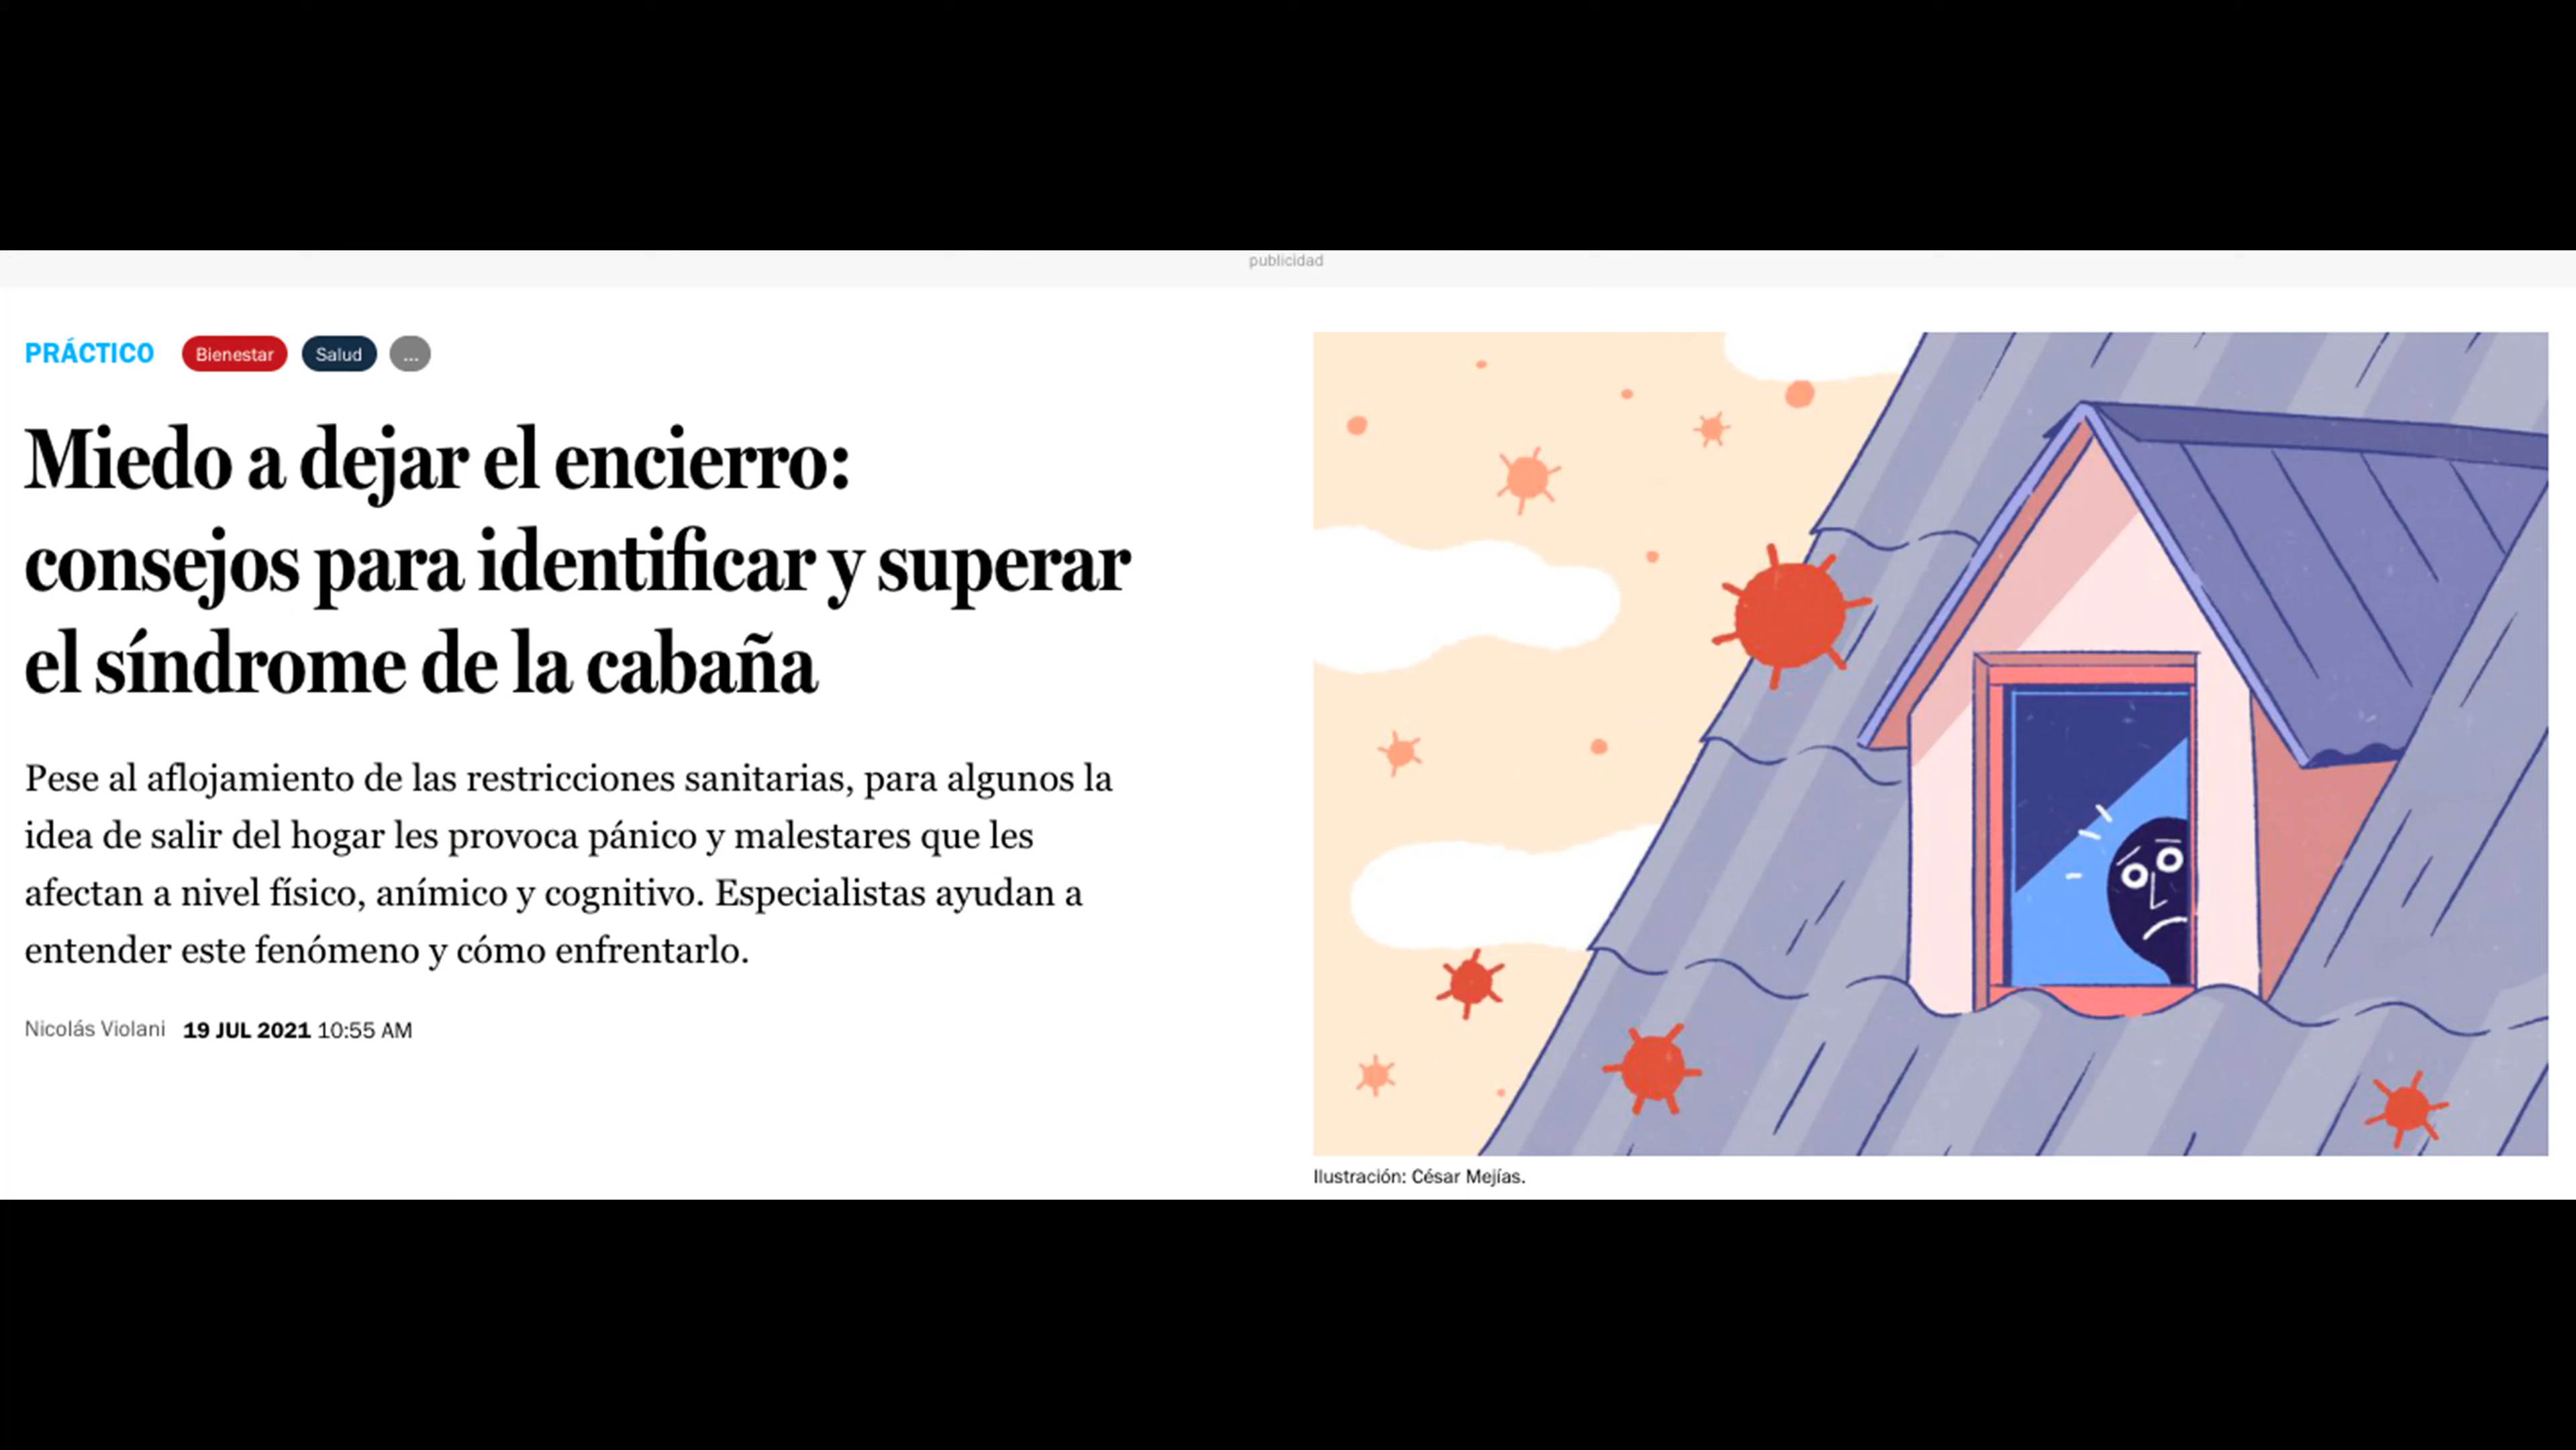 publicidad
PRÁCTICO Bienestar Salud ...
Miedo a dejar el encierro:
consejos para identificar y superar
el síndrome de la cabaña
Pese al aflojamiento de las restricciones sanitarias, para algunos la
idea de salir del hogar les provoca pánico y malestares que les
afectan a nivel físico, anímico y cognitivo. Especialistas ayudan a
entender este fenómeno y cómo enfrentarlo.
Nicolás Violani 19 JUL 2021 10:55 AM
Ilustración: César Mejías.